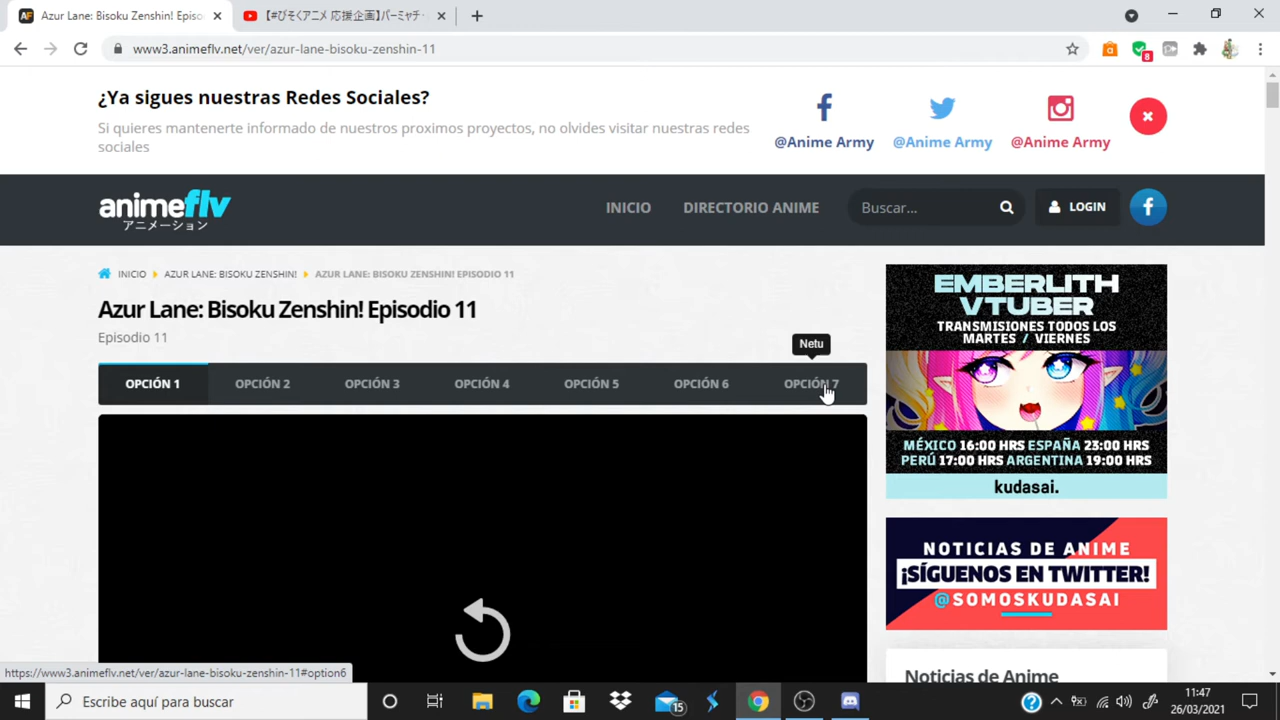 Azur Lane: Bisoku Zenshin! Episo
【#びそくアニメ 応援企画】バーミャチ
www3.animeflv.net/ver/azur-lane-bisoku-zenshin-11
8
¿Ya sigues nuestras Redes Sociales?
Si quieres mantenerte informado de nuestros proximos proyectos, no olvides visitar nuestras redes
sociales
@Anime Army @Anime Army @Anime Army
animeflv
アニメーション
INICIO DIRECTORIO ANIME Buscar... LOGIN
INICIO AZUR LANE: BISOKU ZENSHIN! AZUR LANE: BISOKU ZENSHIN! EPISODIO 11
Azur Lane: Bisoku Zenshin! Episodio 11
Episodio 11
Netu
OPCIÓN 1 OPCIÓN 2 OPCIÓN 3 OPCIÓN 4 OPCIÓN 5 OPCIÓN 6 OPCIÓN 7
EMBERLITH
VTUBER
TRANSMISIONES TODOS LOS
MARTES / VIERNES
MÉXICO 16:00 HRS ESPAÑA 23:00 HRS
PERÚ 17:00 HRS ARGENTINA 19:00 HRS
kudasai.
NOTICIAS DE ANIME
¡SÍGUENOS EN TWITTER!
@SOMOSKUDASAI
Noticias de Anime
https://www3.animeflv.net/ver/azur-lane-bisoku-zenshin-11#option6
Escribe aquí para buscar
15
11:47
26/03/2021